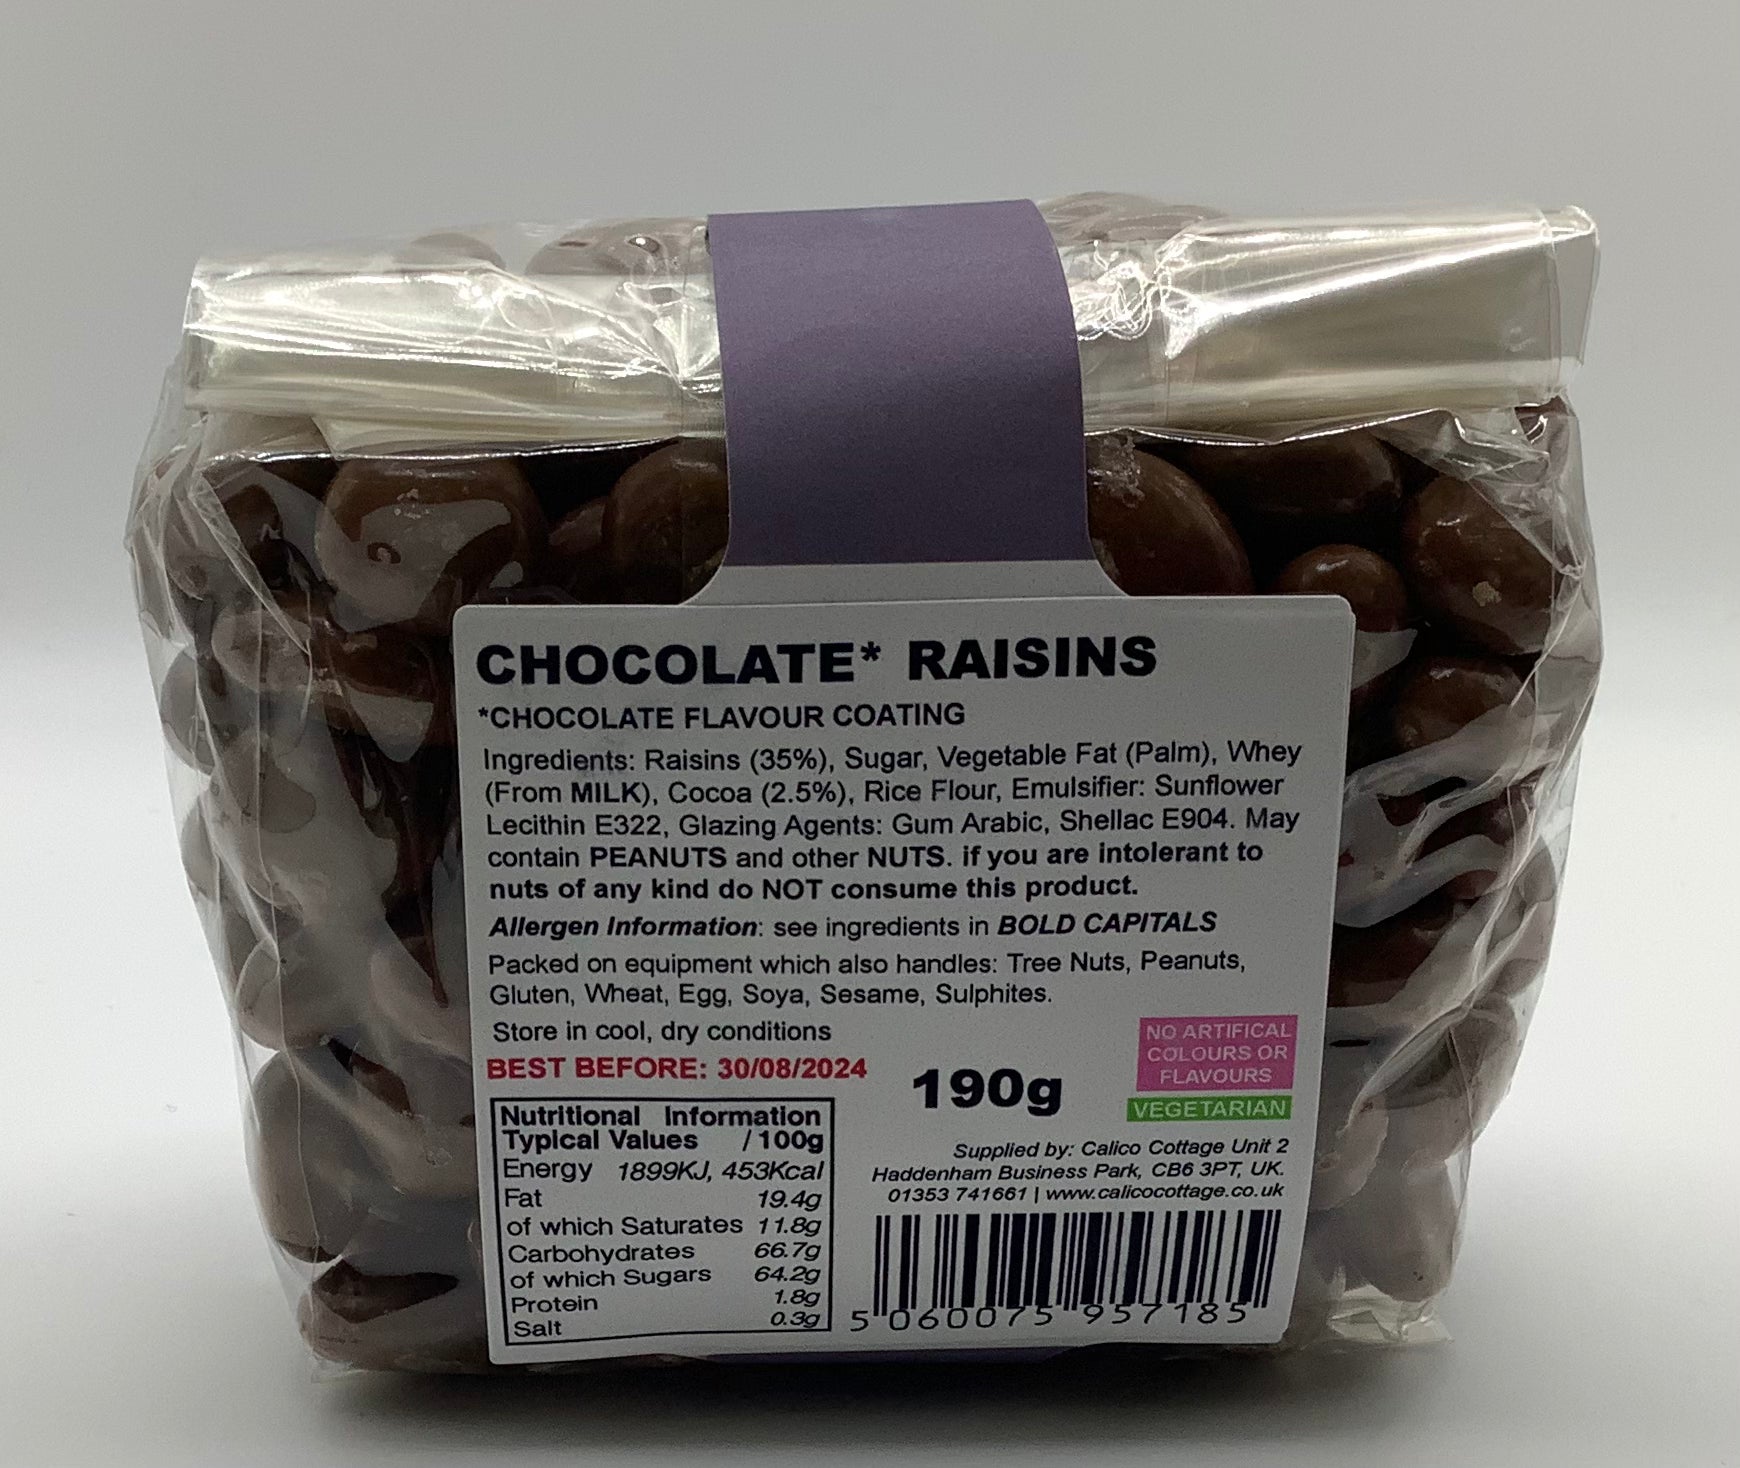 CHOCOLATE* RAISINS
*CHOCOLATE FLAVOUR COATING
Ingredients: Raisins (35%), Sugar, Vegetable Fat (Palm), Whey
(From MILK), Cocoa (2.5%), Rice Flour, Emulsifier: Sunflower
Lecithin E322, Glazing Agents: Gum Arabic, Shellac E904. May
contain PEANUTS and other NUTS. if you are intolerant to
nuts of any kind do NOT consume this product.
Allergen Information: see ingredients in BOLD CAPITALS
Packed on equipment which also handles: Tree Nuts, Peanuts,
Gluten, Wheat, Egg, Soya, Sesame, Sulphites.
Store in cool, dry conditions
BEST BEFORE: 30/08/2024
190g
NO ARTIFICAL
COLOURS OR
FLAVOURS
VEGETARIAN
Nutritional Information
Typical Values /100g
Energy 1899KJ, 453Kcal
Fat 19.4g
of which Saturates 11.8g
Carbohydrates 66.7g
of which Sugars 64.2g
Protein 1.8g
Salt 0.3g
Supplied by: Calico Cottage Unit 2
Haddenham Business Park, CB6 3PT, UK.
01353 741661 | www.calicocottage.co.uk
5 060075 957185